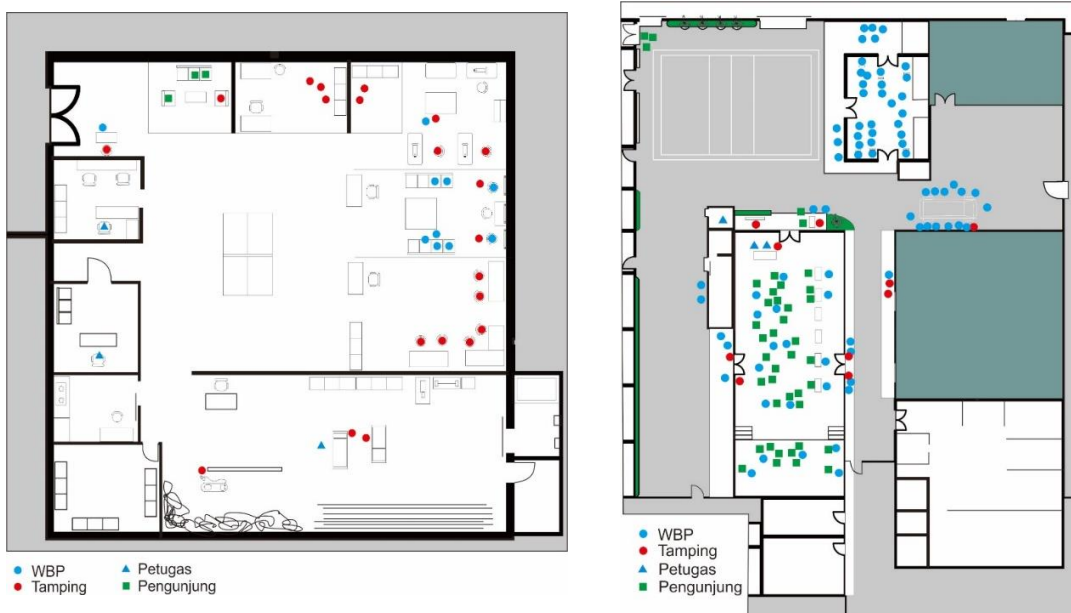 WBP
Tamping
Petugas
Pengunjung
WBP
Tamping
Petugas
Pengunjung